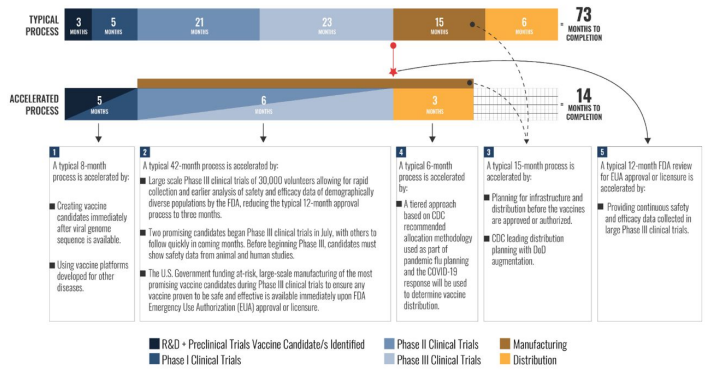 TYPICAL
PROCESS
3
MONTHS
5
MONTHS
21
MONTHS
23
MONTHS
15
MONTHS
6
MONTHS
= 73
MONTHS TO
COMPLETION
ACCELERATED
PROCESS
5
MONTHS
6
MONTHS
3
MONTHS
= 14
MONTHS TO
COMPLETION
1
A typical 8-month
process is accelerated by:
Creating vaccine
candidates immediately
after viral genome
sequence is available.
Using vaccine platforms
developed for other
diseases.
2
A typical 42-month process is accelerated by:
Large scale Phase III clinical trials of 30,000 volunteers allowing for rapid
collection and earlier analysis of safety and efficacy data of demographically
diverse populations by the FDA, reducing the typical 12-month approval
process to three months.
Two promising candidates began Phase III clinical trials in July, with others to
follow quickly in coming months. Before beginning Phase III, candidates must
show safety data from animal and human studies.
The U.S. Government funding at-risk, large-scale manufacturing of the most
promising vaccine candidates during Phase III clinical trials to ensure any
vaccine proven to be safe and effective is available immediately upon FDA
Emergency Use Authorization (EUA) approval or licensure.
4
A typical 6-month
process is accelerated
by:
A tiered approach
based on CDC
recommended
allocation methodology
used as part of
pandemic flu planning
and the COVID-19
response will be used
to determine vaccine
distribution.
3
A typical 15-month process is
accelerated by:
Planning for infrastructure and
distribution before the vaccines
are approved or authorized.
CDC leading distribution
planning with DoD
augmentation.
5
A typical 12-month FDA review
for EUA approval or licensure is
accelerated by:
Providing continuous safety
and efficacy data collected in
large Phase III clinical trials.
R&D + Preclinical Trials Vaccine Candidate/s Identified
Phase I Clinical Trials
Phase II Clinical Trials
Phase III Clinical Trials
Manufacturing
Distribution